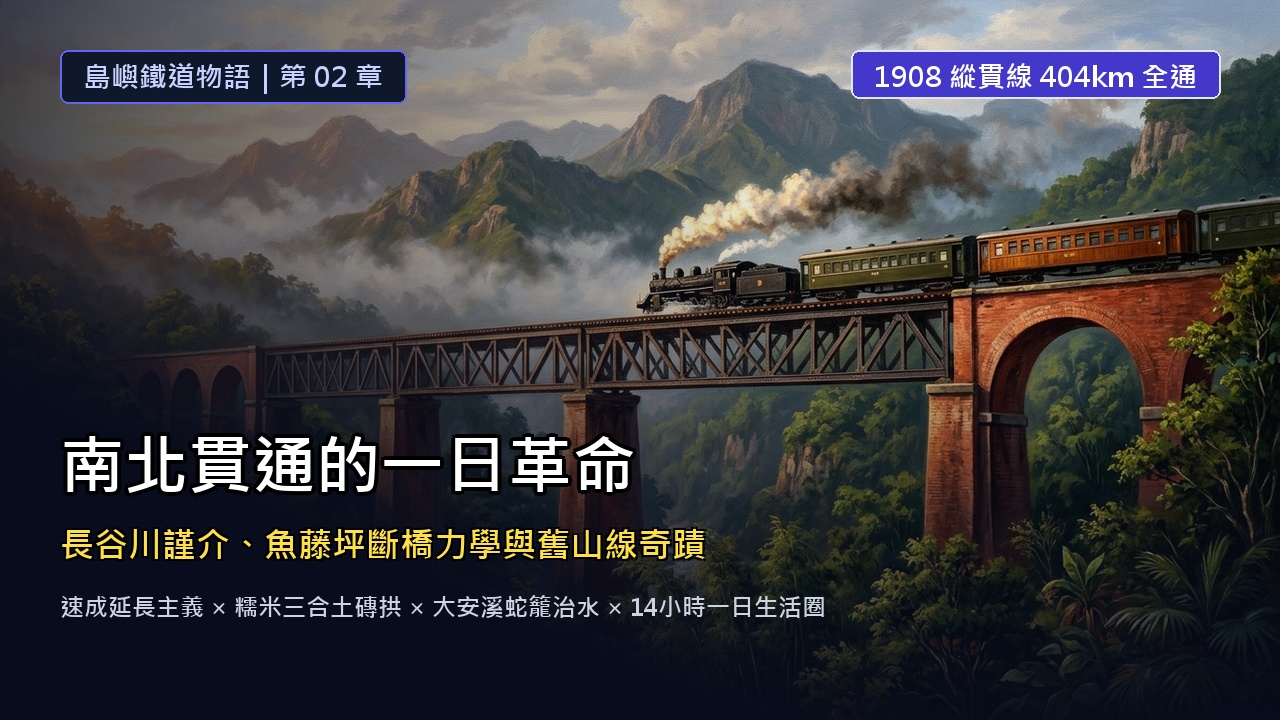 島嶼鐵道物語｜第 02 章
1908 縱貫線 404km 全通
南北貫通的一日革命
長谷川謹介、魚藤坪斷橋力學與舊山線奇蹟
速成延長主義 × 糯米三合土磚拱 × 大安溪蛇籠治水 × 14小時一日生活圈